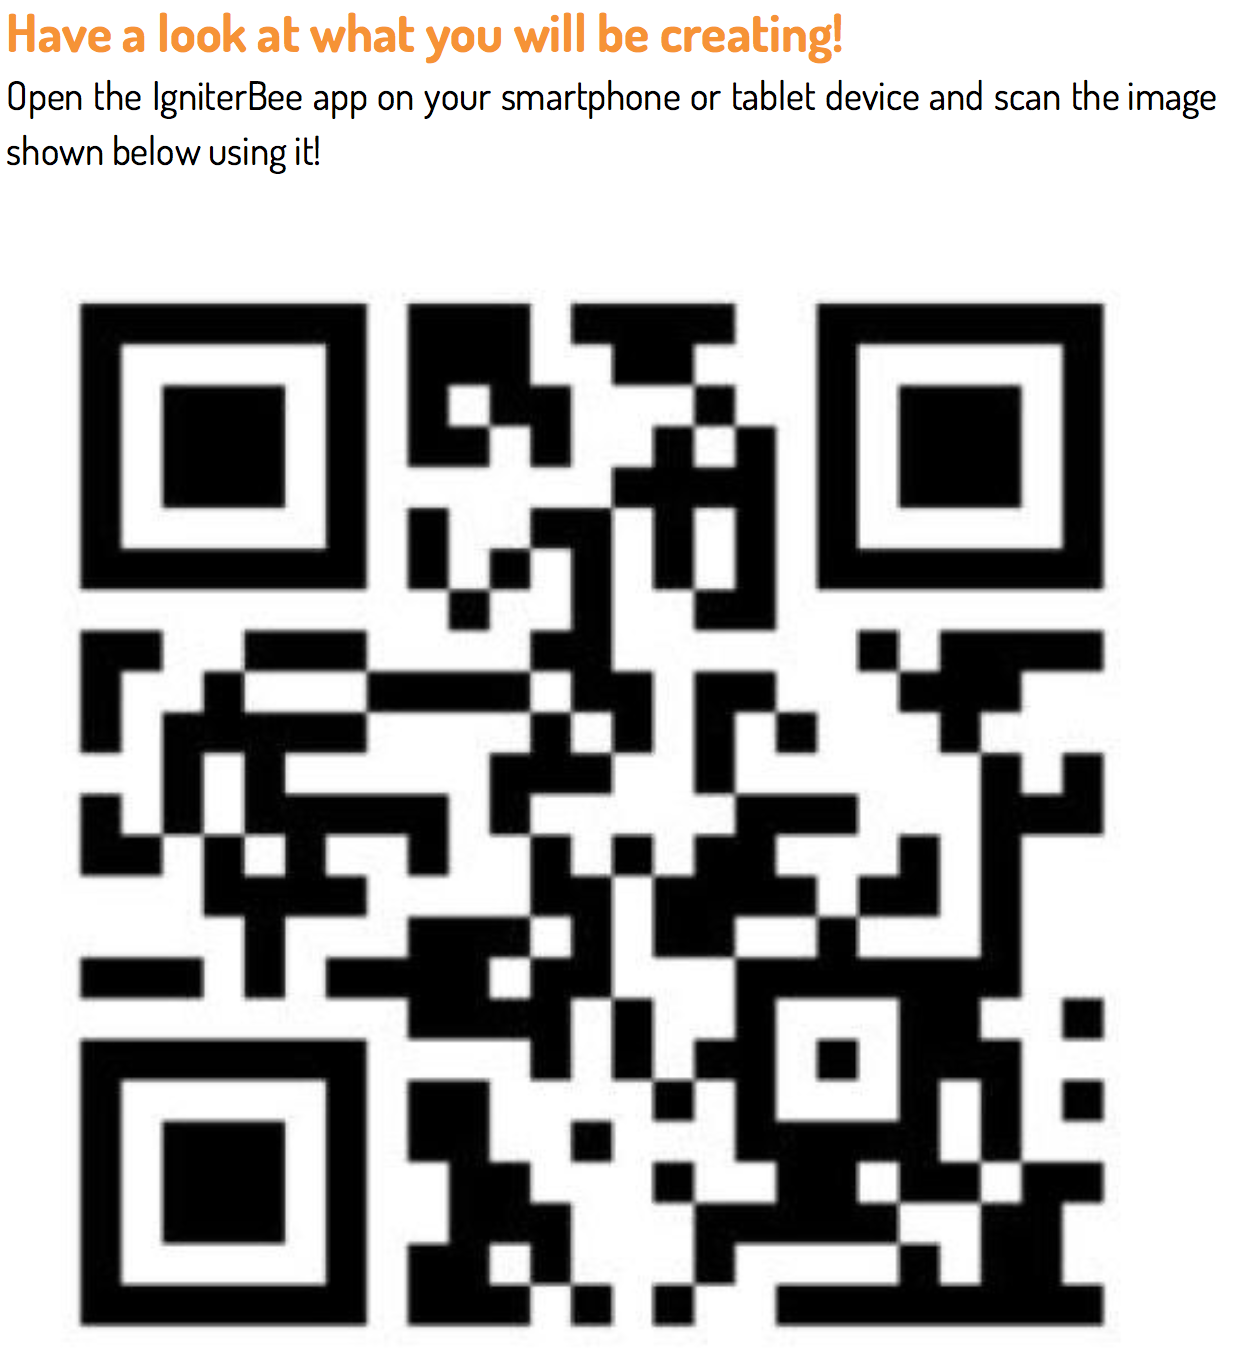 Have a look at what you will be creating!
Open the IgniterBee app on your smartphone or tablet device and scan the image
shown below using it!